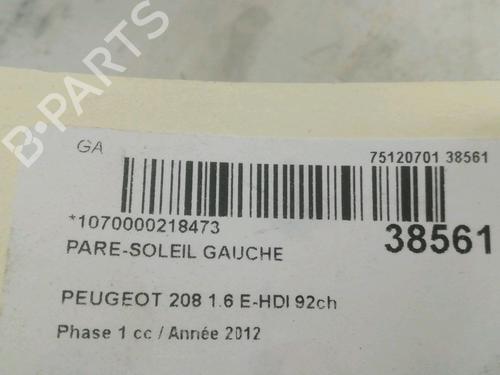 B-PARTS
GA
75120701 38561
*1070000218473
38561
PARE-SOLEIL GAUCHE
PEUGEOT 208 1.6 E-HDI 92ch
Phase 1 cc / Année 2012